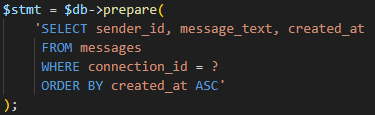 $stmt = $db->prepare(
'SELECT sender_id, message_text, created_at
FROM messages
WHERE connection_id = ?
ORDER BY created_at ASC'
);